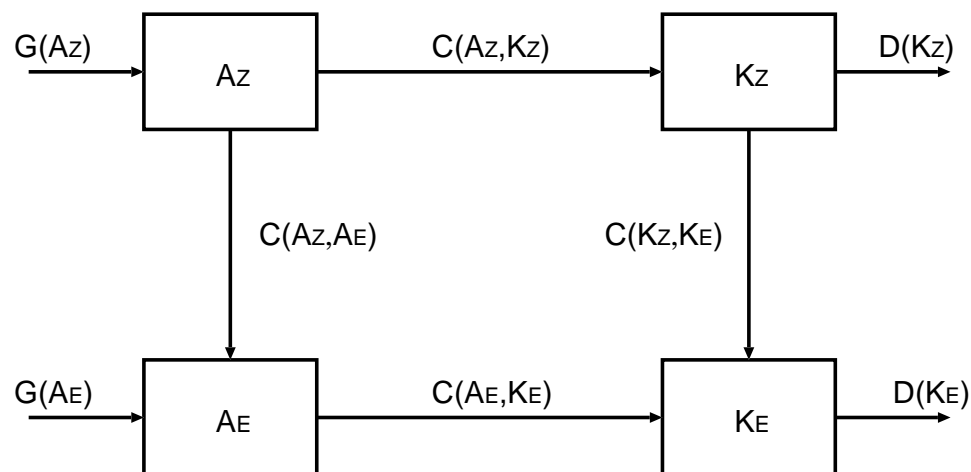 G(AZ)
AZ
C(AZ,KZ)
KZ
D(KZ)
C(AZ,AE)
C(KZ,KE)
G(AE)
AE
C(AE,KE)
KE
D(KE)